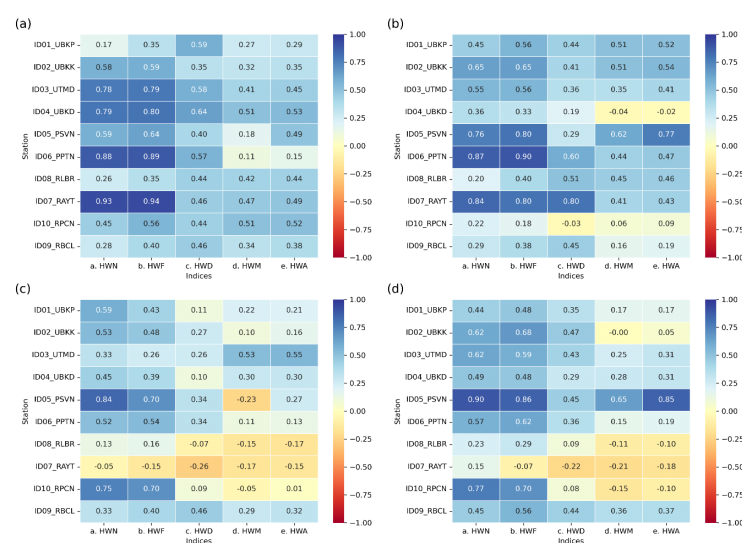 (a)
ID01_UBKP 0.17 0.35 0.59 0.27 0.29
ID02_UBKK 0.58 0.59 0.35 0.32 0.35
ID03_UTMD 0.78 0.79 0.58 0.41 0.45
ID04_UBKD 0.79 0.80 0.64 0.51 0.53
ID05_PSVN 0.59 0.64 0.40 0.18 0.49
ID06_PPTN 0.88 0.89 0.57 0.11 0.15
ID08_RLBR 0.26 0.35 0.44 0.42 0.44
ID07_RAYT 0.93 0.94 0.46 0.47 0.49
ID10_RPCN 0.45 0.56 0.44 0.51 0.52
ID09_RBCL 0.28 0.40 0.46 0.34 0.38
a. HWN b. HWF c. HWD d. HWM e. HWA
Indices
Station
1.00
0.75
0.50
0.25
0.00
−0.25
−0.50
−0.75
−1.00
(b)
ID01_UBKP 0.45 0.56 0.44 0.51 0.52
ID02_UBKK 0.65 0.65 0.41 0.51 0.54
ID03_UTMD 0.55 0.56 0.36 0.35 0.41
ID04_UBKD 0.36 0.33 0.19 -0.04 -0.02
ID05_PSVN 0.76 0.80 0.29 0.62 0.77
ID06_PPTN 0.87 0.90 0.60 0.44 0.47
ID08_RLBR 0.20 0.40 0.51 0.45 0.46
ID07_RAYT 0.84 0.80 0.80 0.41 0.43
ID10_RPCN 0.22 0.18 -0.03 0.06 0.09
ID09_RBCL 0.29 0.38 0.45 0.16 0.19
a. HWN b. HWF c. HWD d. HWM e. HWA
Indices
Station
1.00
0.75
0.50
0.25
0.00
−0.25
−0.50
−0.75
−1.00
(c)
ID01_UBKP 0.59 0.43 0.11 0.22 0.21
ID02_UBKK 0.53 0.48 0.27 0.10 0.16
ID03_UTMD 0.33 0.26 0.26 0.53 0.55
ID04_UBKD 0.45 0.39 0.10 0.30 0.30
ID05_PSVN 0.84 0.70 0.34 -0.23 0.27
ID06_PPTN 0.52 0.54 0.34 0.11 0.13
ID08_RLBR 0.13 0.16 -0.07 -0.15 -0.17
ID07_RAYT -0.05 -0.15 -0.26 -0.17 -0.15
ID10_RPCN 0.75 0.70 0.09 -0.05 0.01
ID09_RBCL 0.33 0.40 0.46 0.29 0.32
a. HWN b. HWF c. HWD d. HWM e. HWA
Indices
Station
1.00
0.75
0.50
0.25
0.00
−0.25
−0.50
−0.75
−1.00
(d)
ID01_UBKP 0.44 0.48 0.35 0.17 0.17
ID02_UBKK 0.62 0.68 0.47 -0.00 0.05
ID03_UTMD 0.62 0.59 0.43 0.25 0.31
ID04_UBKD 0.49 0.48 0.29 0.28 0.31
ID05_PSVN 0.90 0.86 0.45 0.65 0.85
ID06_PPTN 0.57 0.62 0.36 0.15 0.19
ID08_RLBR 0.23 0.29 0.09 -0.11 -0.10
ID07_RAYT 0.15 -0.07 -0.22 -0.21 -0.18
ID10_RPCN 0.77 0.70 0.08 -0.15 -0.10
ID09_RBCL 0.45 0.56 0.44 0.36 0.37
a. HWN b. HWF c. HWD d. HWM e. HWA
Indices
Station
1.00
0.75
0.50
0.25
0.00
−0.25
−0.50
−0.75
−1.00